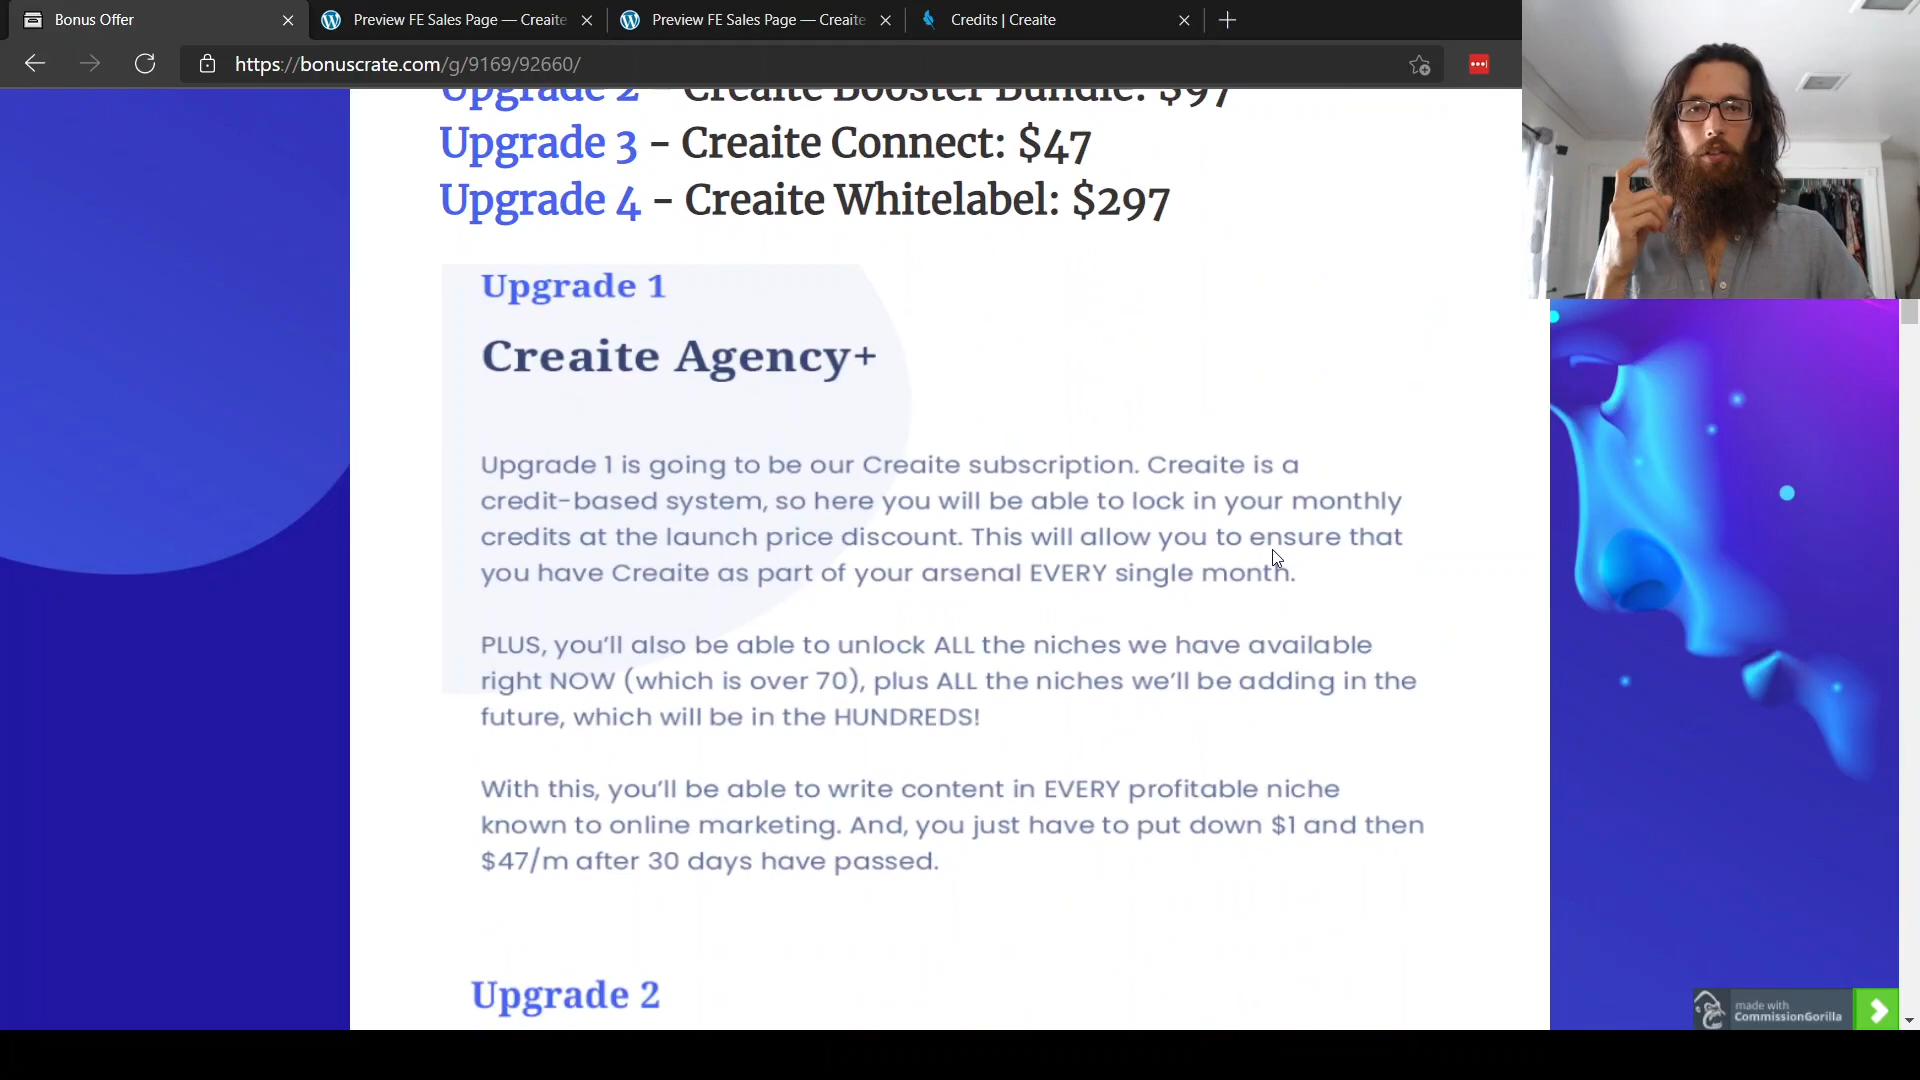 Bonus Offer
Preview FE Sales Page — Creaite
Preview FE Sales Page — Creaite
Credits | Creaite
https://bonuscrate.com/g/9169/92660/
Upgrade 2 - Creaite Booster Bundle: $97
Upgrade 3 - Creaite Connect: $47
Upgrade 4 - Creaite Whitelabel: $297
Upgrade 1
Creaite Agency+
Upgrade 1 is going to be our Creaite subscription. Creaite is a
credit-based system, so here you will be able to lock in your monthly
credits at the launch price discount. This will allow you to ensure that
you have Creaite as part of your arsenal EVERY single month.
PLUS, you'll also be able to unlock ALL the niches we have available
right NOW (which is over 70), plus ALL the niches we'll be adding in the
future, which will be in the HUNDREDS!
With this, you'll be able to write content in EVERY profitable niche
known to online marketing. And, you just have to put down $1 and then
$47/m after 30 days have passed.
Upgrade 2
made with
CommissionGorilla